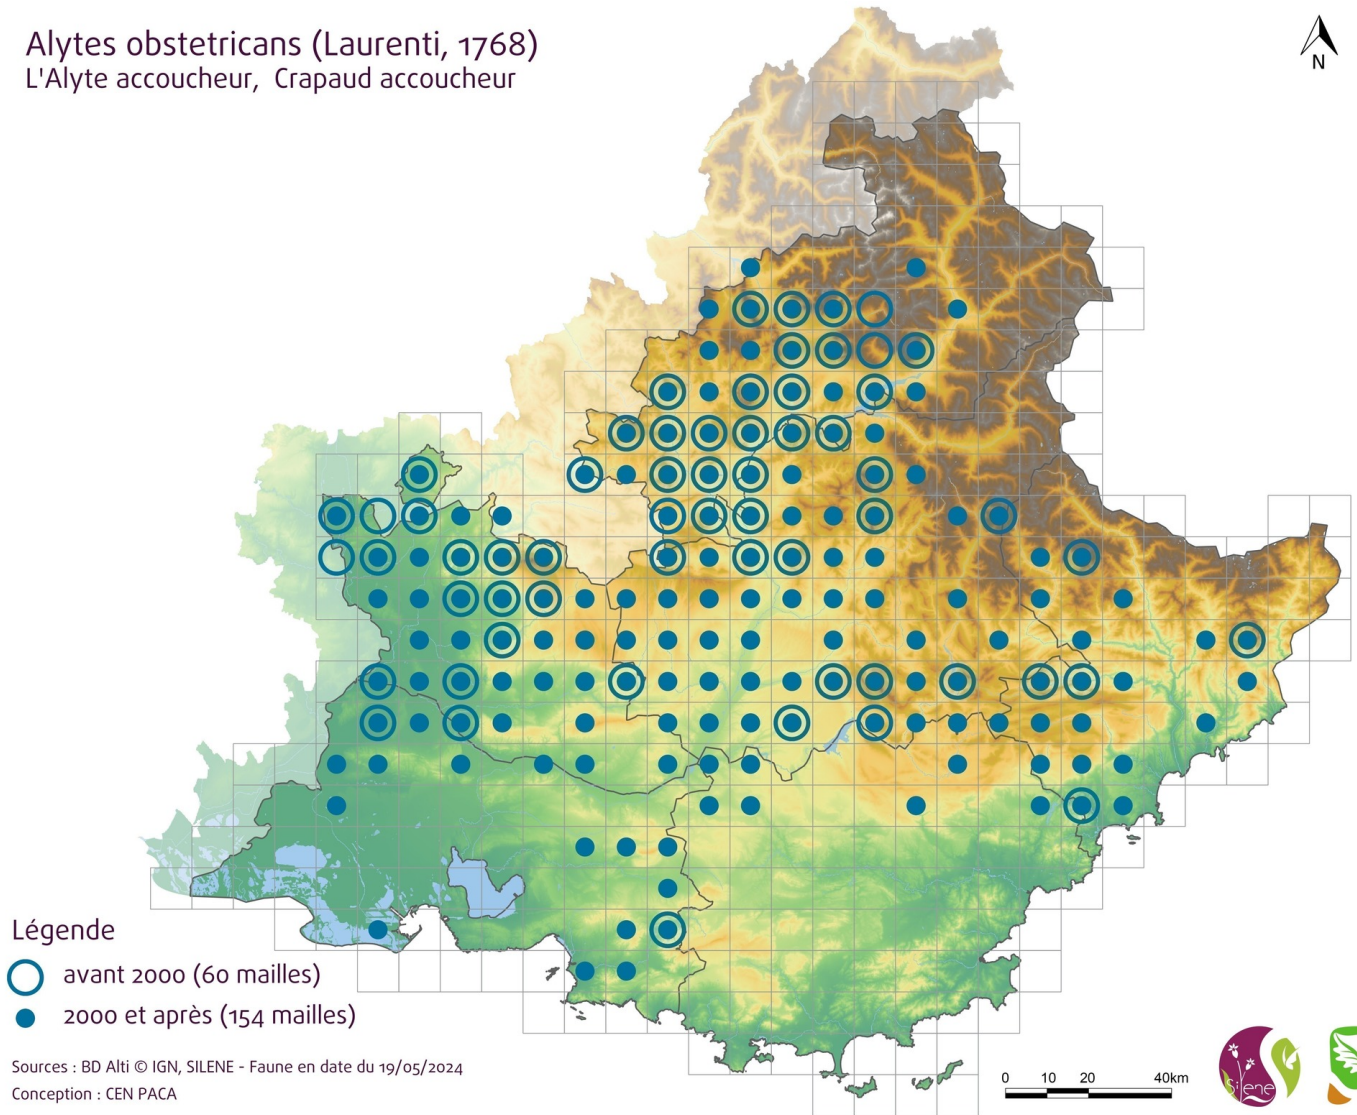 Alytes obstetricans (Laurenti, 1768)
L'Alyte accoucheur, Crapaud accoucheur
N
Légende
avant 2000 (60 mailles)
2000 et après (154 mailles)
Sources : BD Alti © IGN, SILENE - Faune en date du 19/05/2024
Conception : CEN PACA
0 10 20 40km
Silene